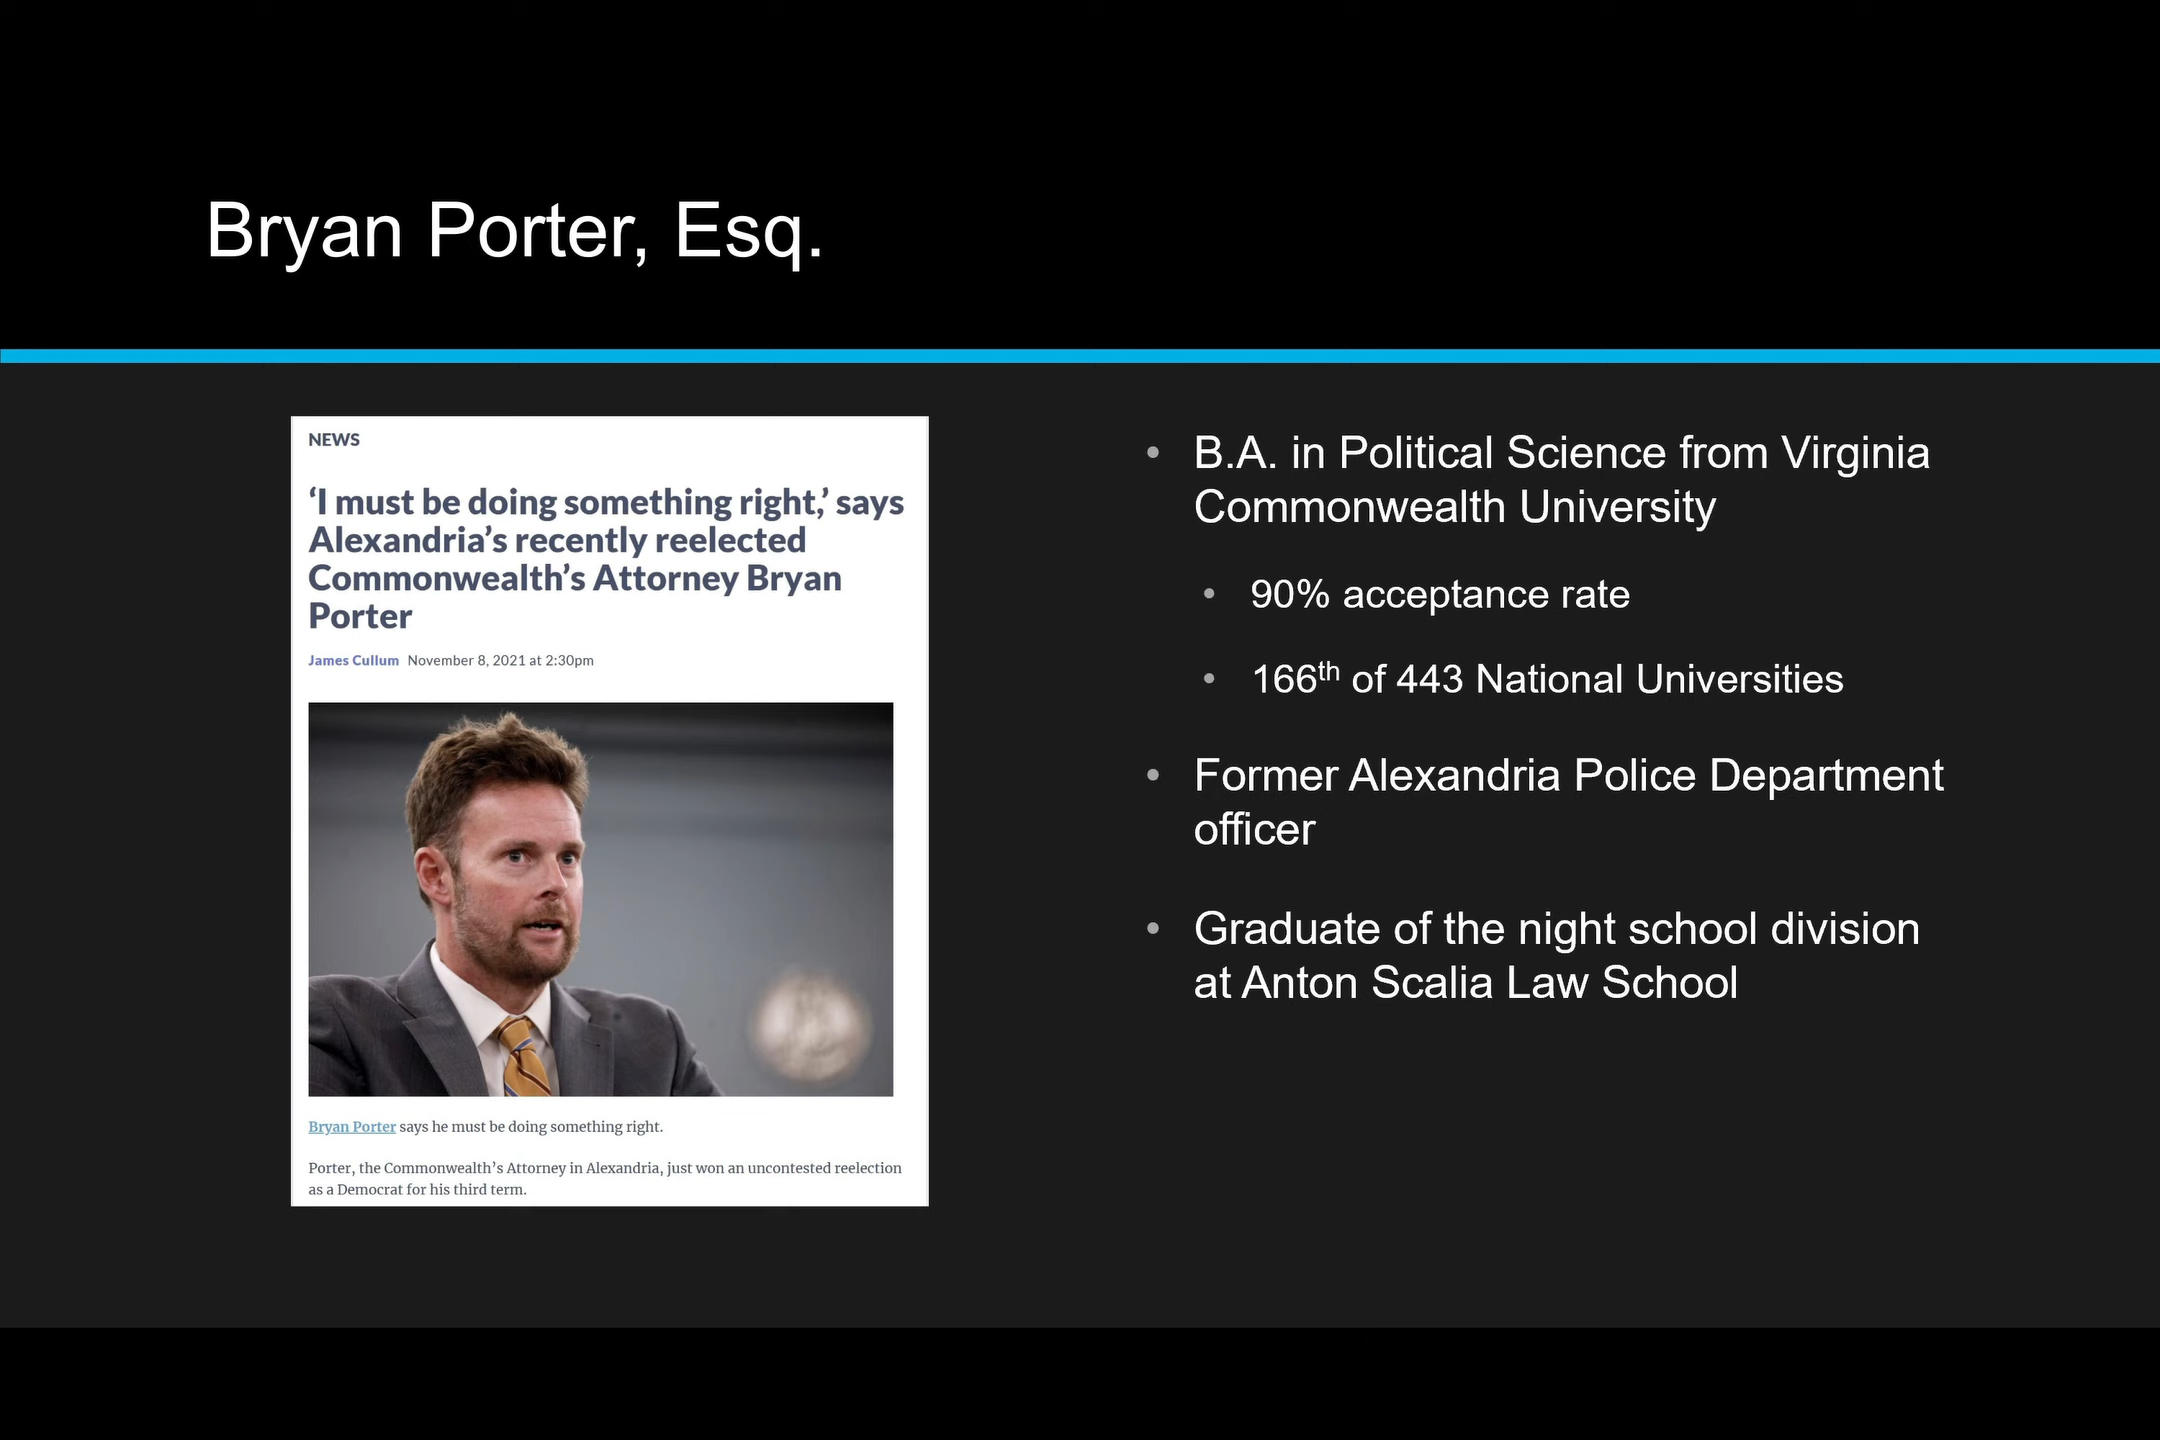 Bryan Porter, Esq.
NEWS
‘I must be doing something right,’ says
Alexandria’s recently reelected
Commonwealth’s Attorney Bryan
Porter
James Cullum November 8, 2021 at 2:30pm
Bryan Porter says he must be doing something right.
Porter, the Commonwealth’s Attorney in Alexandria, just won an uncontested reelection
as a Democrat for his third term.
• B.A. in Political Science from Virginia
Commonwealth University
• 90% acceptance rate
• 166th of 443 National Universities
• Former Alexandria Police Department
officer
• Graduate of the night school division
at Anton Scalia Law School